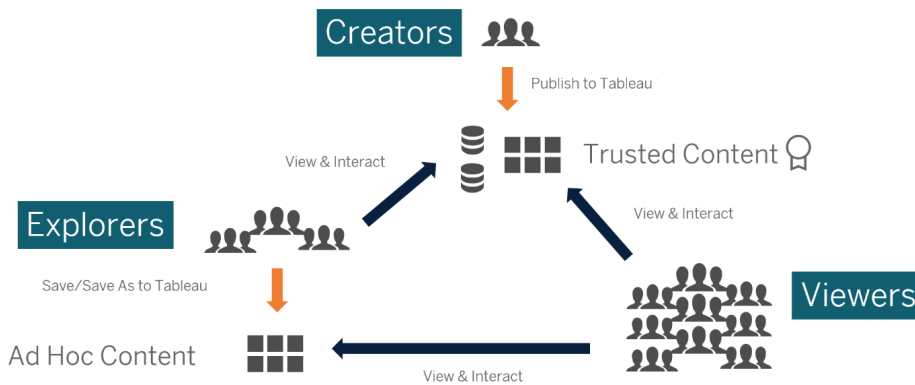 Creators
Publish to Tableau
Trusted Content
View & Interact
View & Interact
Explorers
Save/Save As to Tableau
Viewers
Ad Hoc Content
View & Interact